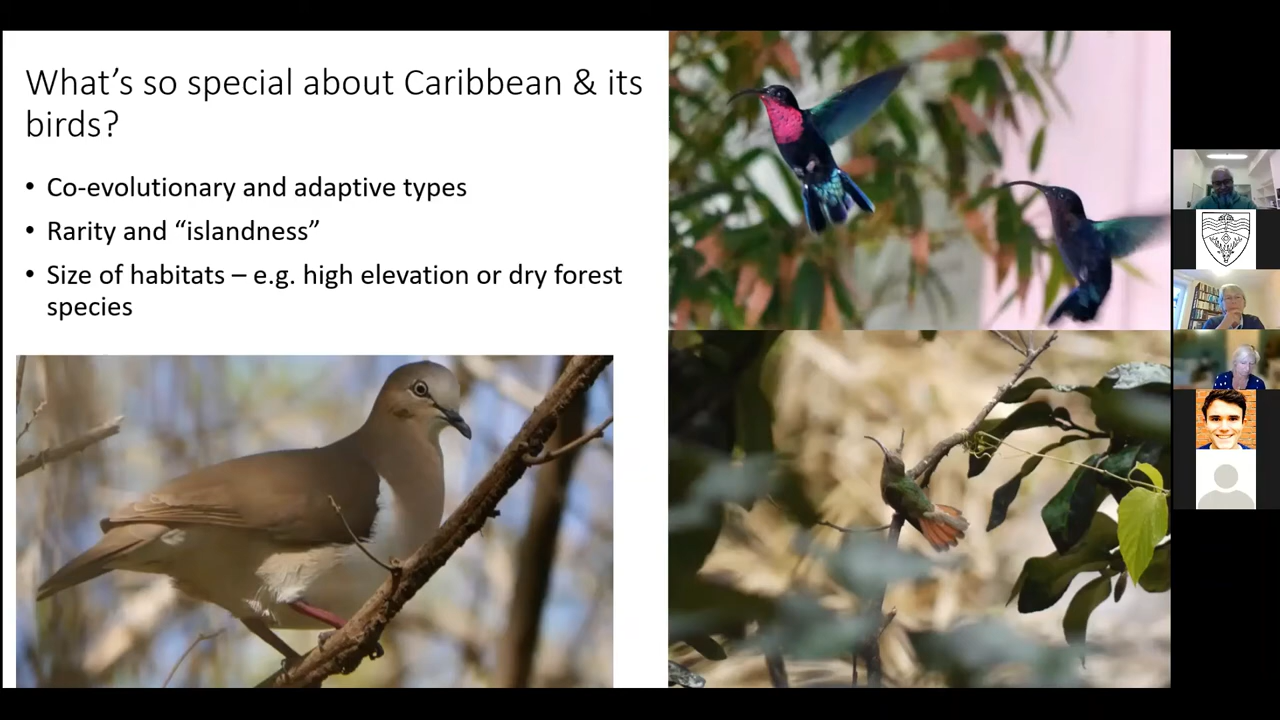 What’s so special about Caribbean & its
birds?
• Co-evolutionary and adaptive types
• Rarity and “islandness”
• Size of habitats – e.g. high elevation or dry forest
species